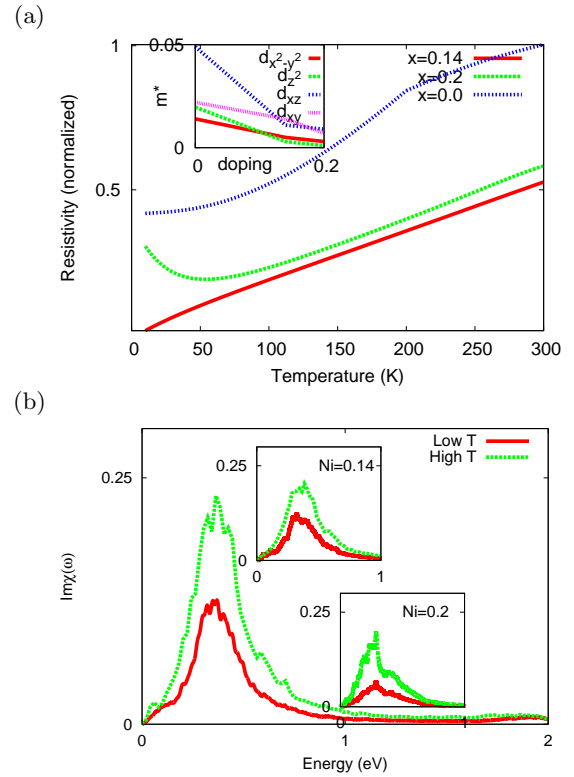 (a)
1
0.5
Resistivity (normalized)
0 50 100 150 200 250 300
Temperature (K)
x=0.14
x=0.2
x=0.0
0.05
0
m*
0 doping 0.2
d_{x²-y²}
d_{z²}
d_{xz}
d_{xy}
(b)
0.25
0
Imχ(ω)
0 1 2
Energy (eV)
Low T
High T
Ni=0.14
0.25
0
0 1
Ni=0.2
0.25
0